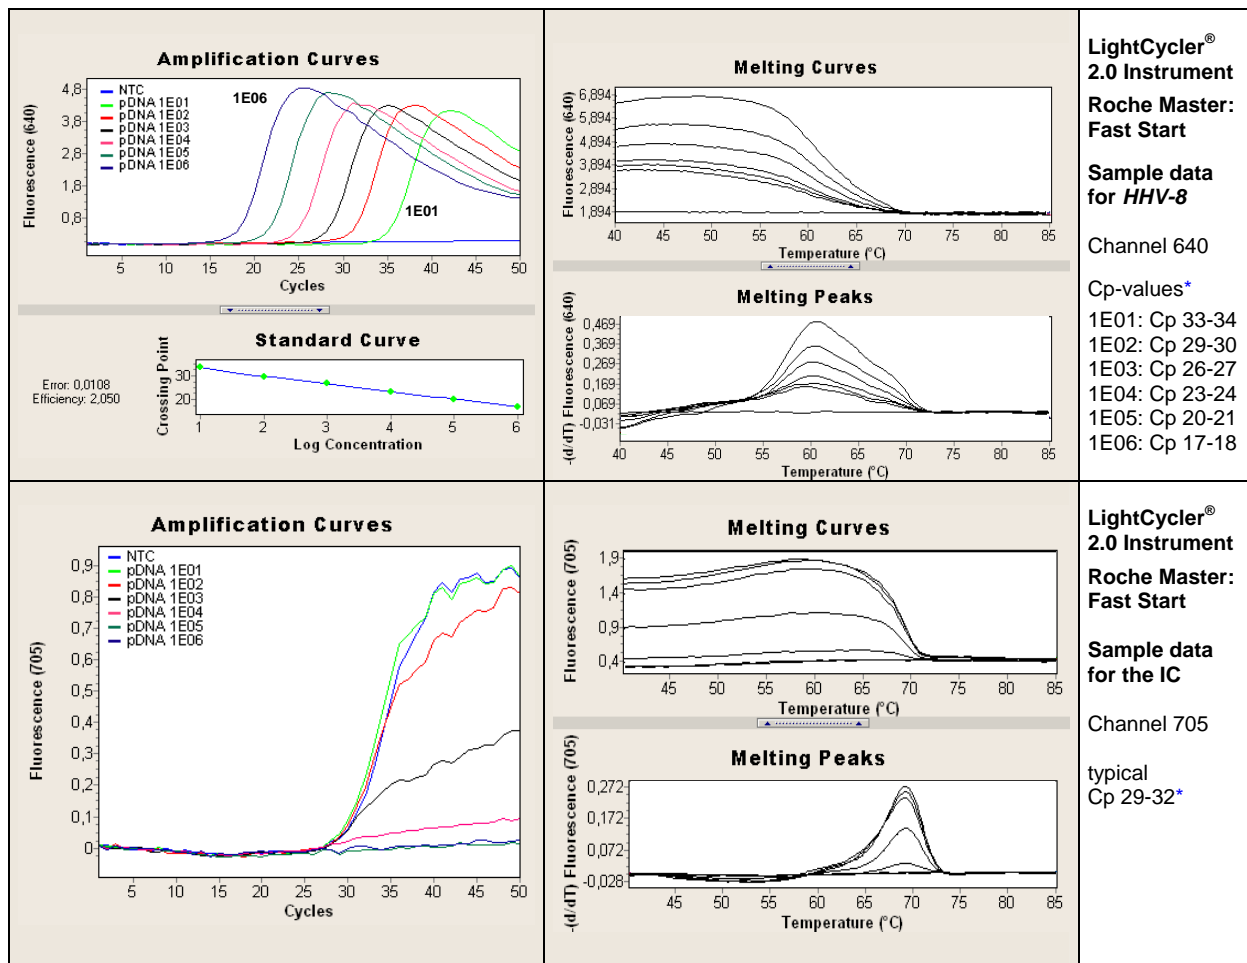 Amplification Curves
Fluorescence (640)
4,8
3,8
2,8
1,8
0,8
NTC
pDNA 1E01
pDNA 1E02
pDNA 1E03
pDNA 1E04
pDNA 1E05
pDNA 1E06
1E06
1E01
5 10 15 20 25 30 35 40 45 50
Cycles
Standard Curve
Error: 0,0108
Efficiency: 2,050
Crossing Point
30
20
1 2 3 4 5 6
Log Concentration
Melting Curves
Fluorescence (640)
6,894
5,894
4,894
3,894
2,894
1,894
40 45 50 55 60 65 70 75 80 85
Temperature (°C)
Melting Peaks
-(d/dT) Fluorescence (640)
0,469
0,369
0,269
0,169
0,069
-0,031
40 45 50 55 60 65 70 75 80 85
Temperature (°C)
LightCycler®
2.0 Instrument
Roche Master:
Fast Start
Sample data
for HHV-8
Channel 640
Cp-values*
1E01: Cp 33-34
1E02: Cp 29-30
1E03: Cp 26-27
1E04: Cp 23-24
1E05: Cp 20-21
1E06: Cp 17-18
Amplification Curves
Fluorescence (705)
0,9
0,8
0,7
0,6
0,5
0,4
0,3
0,2
0,1
0
NTC
pDNA 1E01
pDNA 1E02
pDNA 1E03
pDNA 1E04
pDNA 1E05
pDNA 1E06
5 10 15 20 25 30 35 40 45 50
Cycles
Melting Curves
Fluorescence (705)
1,9
1,4
0,9
0,4
45 50 55 60 65 70 75 80 85
Temperature (°C)
Melting Peaks
-(d/dT) Fluorescence (705)
0,272
0,172
0,072
-0,028
45 50 55 60 65 70 75 80 85
Temperature (°C)
LightCycler®
2.0 Instrument
Roche Master:
Fast Start
Sample data
for the IC
Channel 705
typical
Cp 29-32*